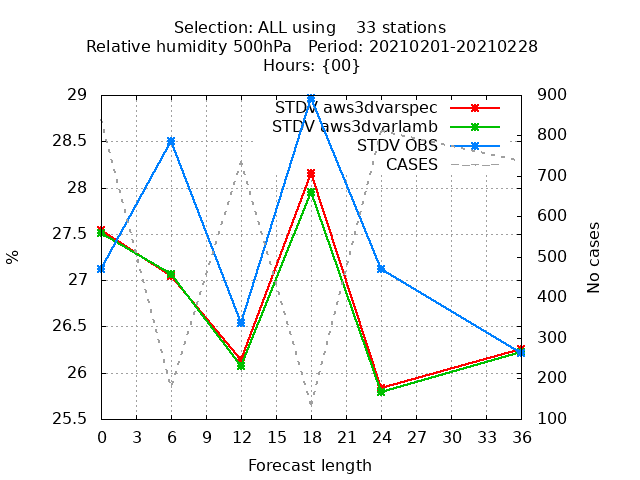 Selection: ALL using    33 stations
Relative humidity 500hPa   Period: 20210201-20210228
Hours: {00}
STDV aws3dvarspec
STDV aws3dvarlamb
STDV OBS
CASES
%
29
28.5
28
27.5
27
26.5
26
25.5
900
800
700
600
500
400
300
200
100
No cases
0 3 6 9 12 15 18 21 24 27 30 33 36
Forecast length